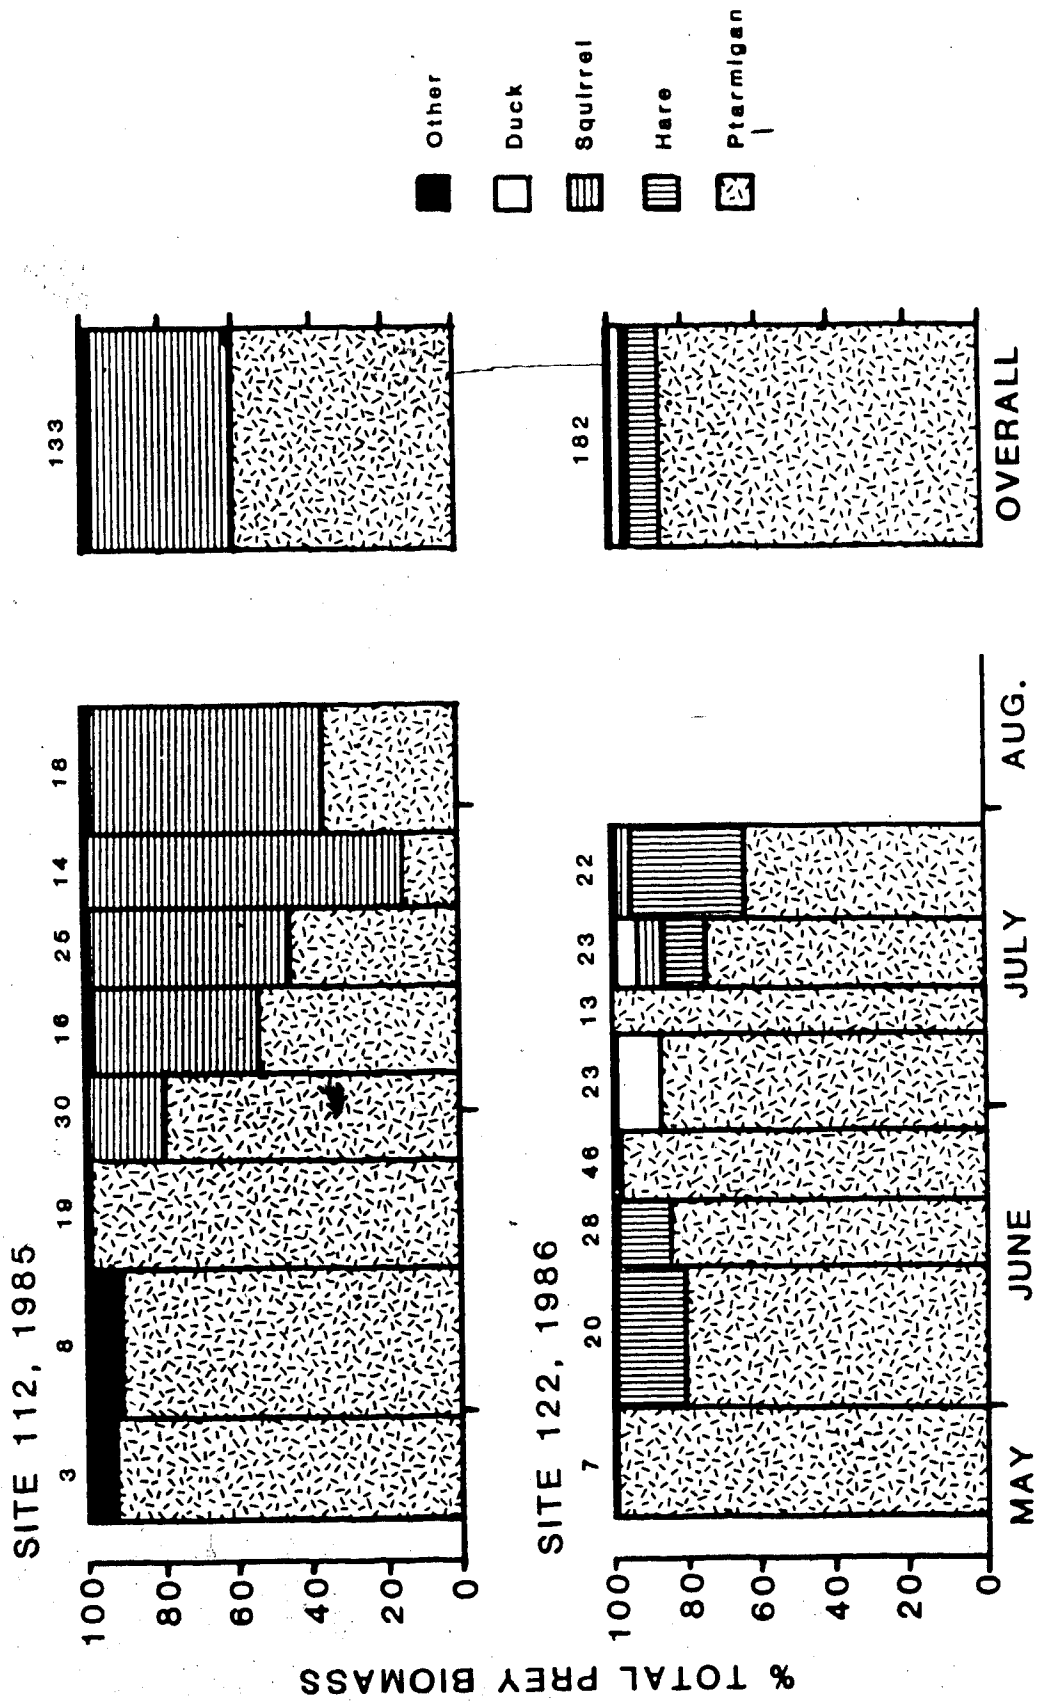 SITE 112, 1985
3 8 19 30 16 25 14 18 133
100
80
60
40
20
0
SITE 122, 1986
7 20 28 46 23 13 23 22 182
100
80
60
40
20
0
% TOTAL PREY BIOMASS
MAY JUNE JULY AUG. OVERALL
Other
Duck
Squirrel
Hare
Ptarmigan